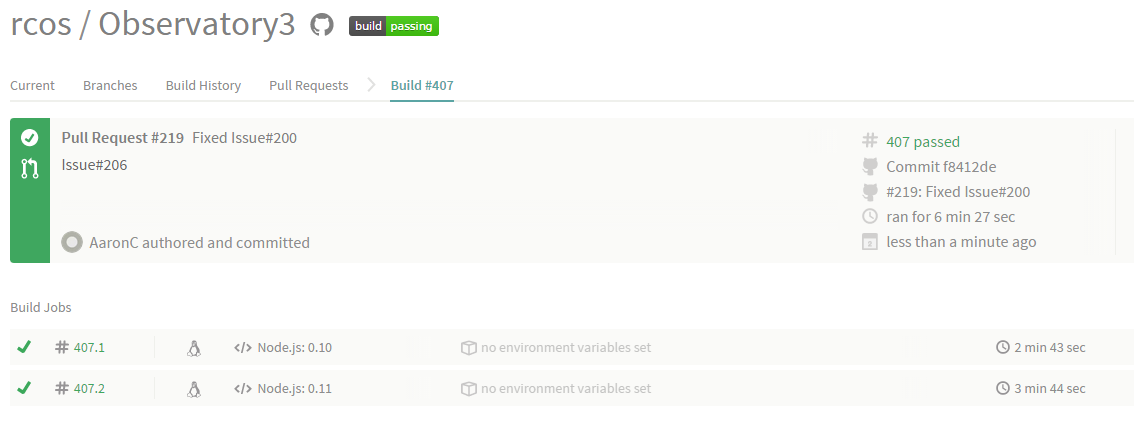 rcos / Observatory3 build passing
Current Branches Build History Pull Requests Build #407
Pull Request #219 Fixed Issue#200
Issue#206
AaronC authored and committed
407 passed
Commit f8412de
#219: Fixed Issue#200
ran for 6 min 27 sec
2 less than a minute ago
Build Jobs
# 407.1 </> Node.js: 0.10 no environment variables set 2 min 43 sec
# 407.2 </> Node.js: 0.11 no environment variables set 3 min 44 sec